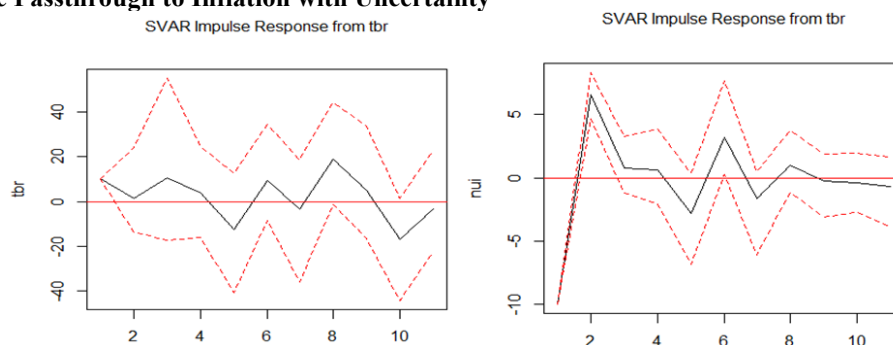 Passthrough to Inflation with Uncertainty
SVAR Impulse Response from tbr
SVAR Impulse Response from tbr
tbr
40
20
0
-20
-40
2 4 6 8 10
nui
5
0
-5
-10
2 4 6 8 10